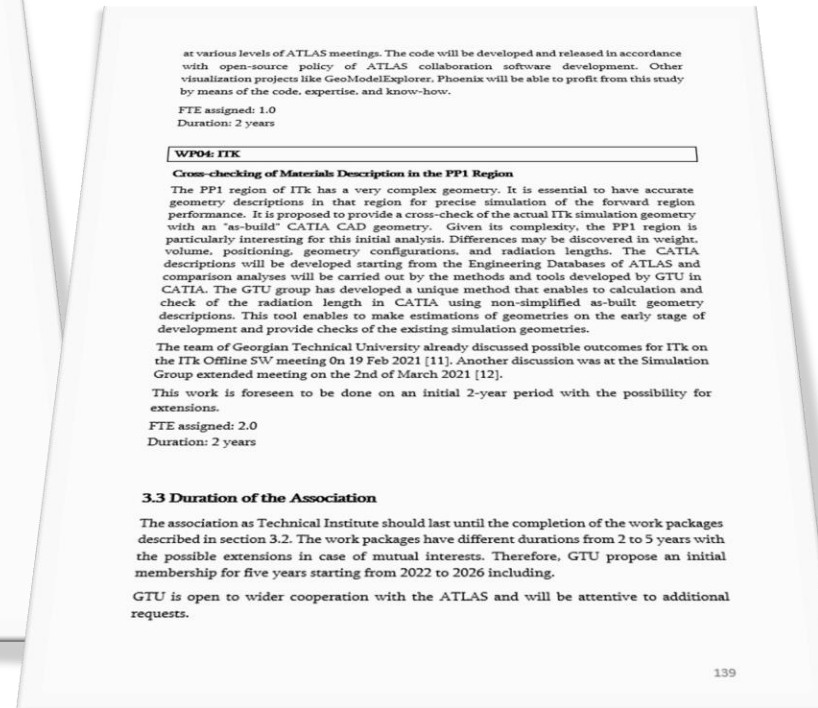 at various levels of ATLAS meetings. The code will be developed and released in accordance
with open-source policy of ATLAS collaboration software development. Other
visualization projects like GeoModelExplorer, Phoenix will be able to profit from this study
by means of the code, expertise, and know-how.
FTE assigned: 1.0
Duration: 2 years
WP04: ITK
Cross-checking of Materials Description in the PP1 Region
The PP1 region of ITk has a very complex geometry. It is essential to have accurate
geometry descriptions in that region for precise simulation of the forward region
performance. It is proposed to provide a cross-check of the actual ITk simulation geometry
with an "as-build" CATIA CAD geometry. Given its complexity, the PP1 region is
particularly interesting for this initial analysis. Differences may be discovered in weight,
volume, positioning, geometry configurations, and radiation lengths. The CATIA
descriptions will be developed starting from the Engineering Databases of ATLAS and
comparison analyses will be carried out by the methods and tools developed by GTU in
CATIA. The GTU group has developed a unique method that enables to calculation and
check of the radiation length in CATIA using non-simplified as-built geometry
descriptions. This tool enables to make estimations of geometries on the early stage of
development and provide checks of the existing simulation geometries.
The team of Georgian Technical University already discussed possible outcomes for ITk on
the ITk Offline SW meeting 0n 19 Feb 2021 [11]. Another discussion was at the Simulation
Group extended meeting on the 2nd of March 2021 [12].
This work is foreseen to be done on an initial 2-year period with the possibility for
extensions.
FTE assigned: 2.0
Duration: 2 years
3.3 Duration of the Association
The association as Technical Institute should last until the completion of the work packages
described in section 3.2. The work packages have different durations from 2 to 5 years with
the possible extensions in case of mutual interests. Therefore, GTU propose an initial
membership for five years starting from 2022 to 2026 including.
GTU is open to wider cooperation with the ATLAS and will be attentive to additional
requests.
139